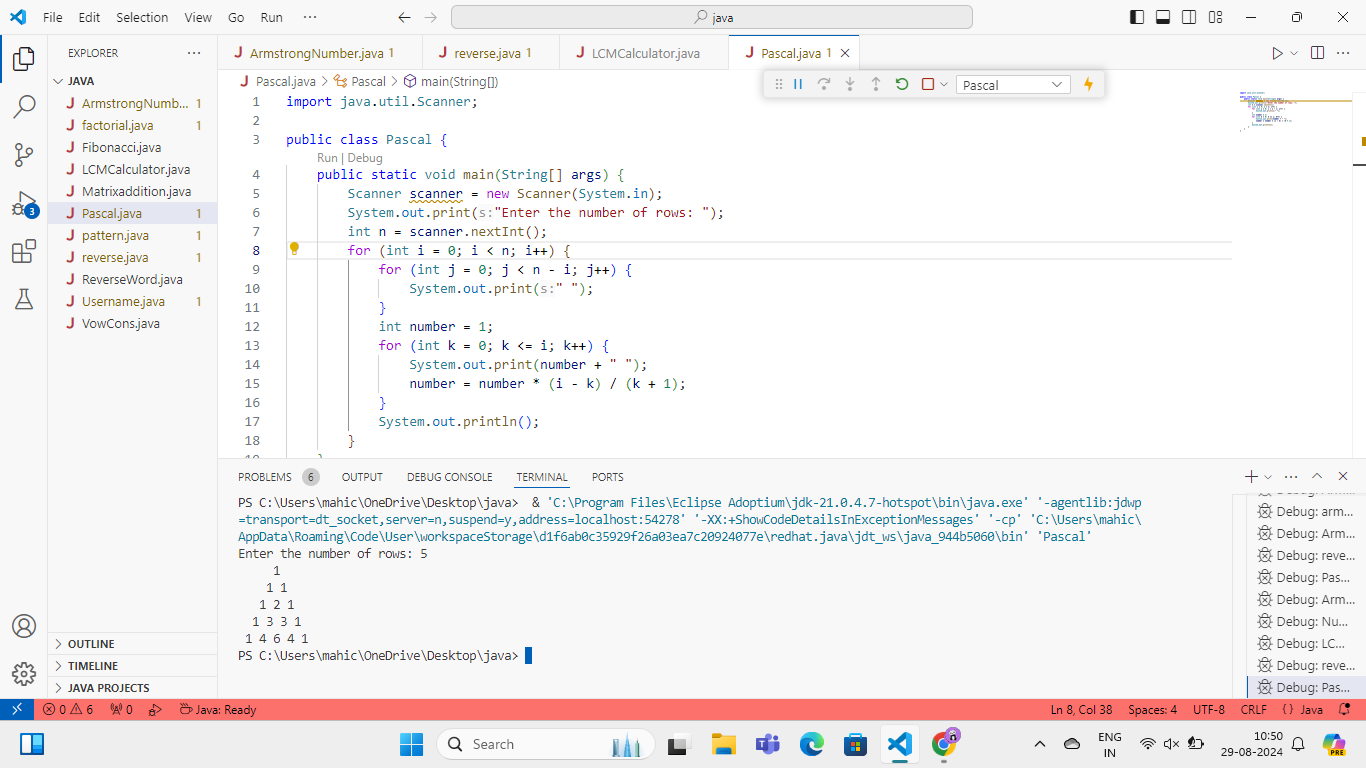 File Edit Selection View Go Run ··· java
EXPLORER ···
JAVA
ArmstrongNumb... 1
factorial.java 1
Fibonacci.java
LCMCalculator.java
Matrixaddition.java
Pascal.java 1
pattern.java 1
reverse.java 1
ReverseWord.java
Username.java 1
VowCons.java
OUTLINE
TIMELINE
JAVA PROJECTS
3
ArmstrongNumber.java 1 reverse.java 1 LCMCalculator.java Pascal.java 1
Pascal.java > Pascal > main(String[])
Pascal
1 import java.util.Scanner;
2
3 public class Pascal {
Run | Debug
4 public static void main(String[] args) {
5 Scanner scanner = new Scanner(System.in);
6 System.out.print(s:"Enter the number of rows: ");
7 int n = scanner.nextInt();
8 for (int i = 0; i < n; i++) {
9 for (int j = 0; j < n - i; j++) {
10 System.out.print(s:" ");
11 }
12 int number = 1;
13 for (int k = 0; k <= i; k++) {
14 System.out.print(number + " ");
15 number = number * (i - k) / (k + 1);
16 }
17 System.out.println();
18 }
PROBLEMS 6 OUTPUT DEBUG CONSOLE TERMINAL PORTS
PS C:\Users\mahic\OneDrive\Desktop\java> & 'C:\Program Files\Eclipse Adoptium\jdk-21.0.4.7-hotspot\bin\java.exe' '-agentlib:jdwp
=transport=dt_socket,server=n,suspend=y,address=localhost:54278' '-XX:+ShowCodeDetailsInExceptionMessages' '-cp' 'C:\Users\mahic\
AppData\Roaming\Code\User\workspaceStorage\d1f6ab0c35929f26a03ea7c20924077e\redhat.java\jdt_ws\java_944b5060\bin' 'Pascal'
Enter the number of rows: 5
1
1 1
1 2 1
1 3 3 1
1 4 6 4 1
PS C:\Users\mahic\OneDrive\Desktop\java>
Debug: arm...
Debug: Arm...
Debug: reve...
Debug: Pas...
Debug: Arm...
Debug: Nu...
Debug: LC...
Debug: reve...
Debug: Pas...
0 6 0 Java: Ready Ln 8, Col 38 Spaces: 4 UTF-8 CRLF {} Java
Search
ENG
IN
10:50
29-08-2024
PRE